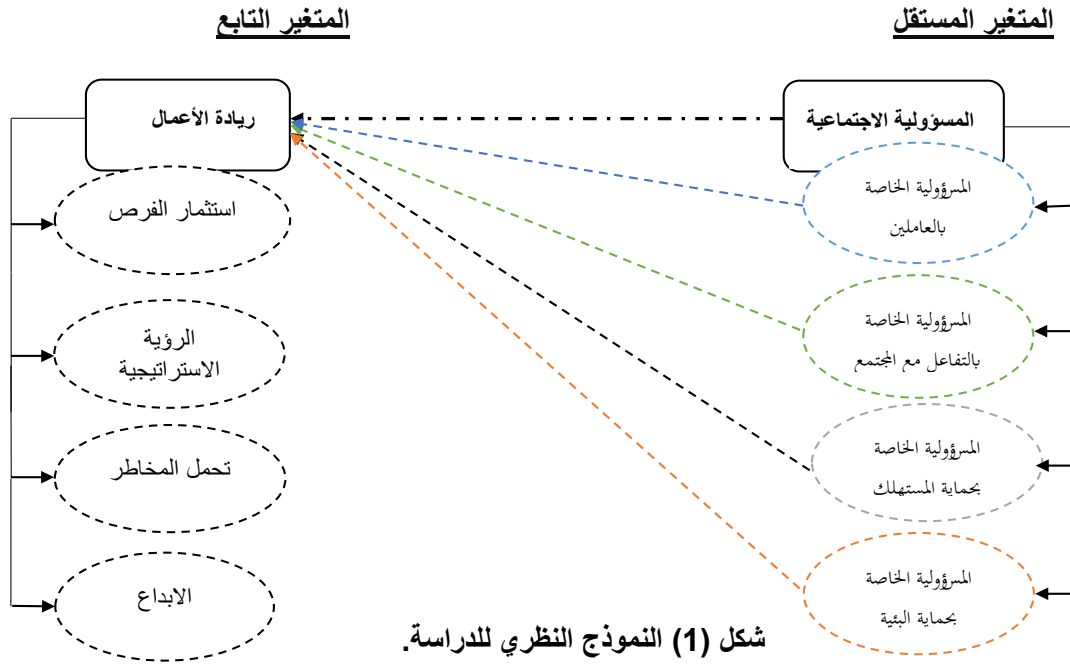 المتغير المستقل
المتغير التابع
المسؤولية الاجتماعية
ريادة الأعمال
المسؤولية الخاصة
بالعاملين
المسؤولية الخاصة
بالتفاعل مع المجتمع
المسؤولية الخاصة
بحماية المستهلك
المسؤولية الخاصة
بحماية البئية
استثمار الفرص
الرؤية
الاستراتيجية
تحمل المخاطر
الابداع
شكل (1) النموذج النظري للدراسة.